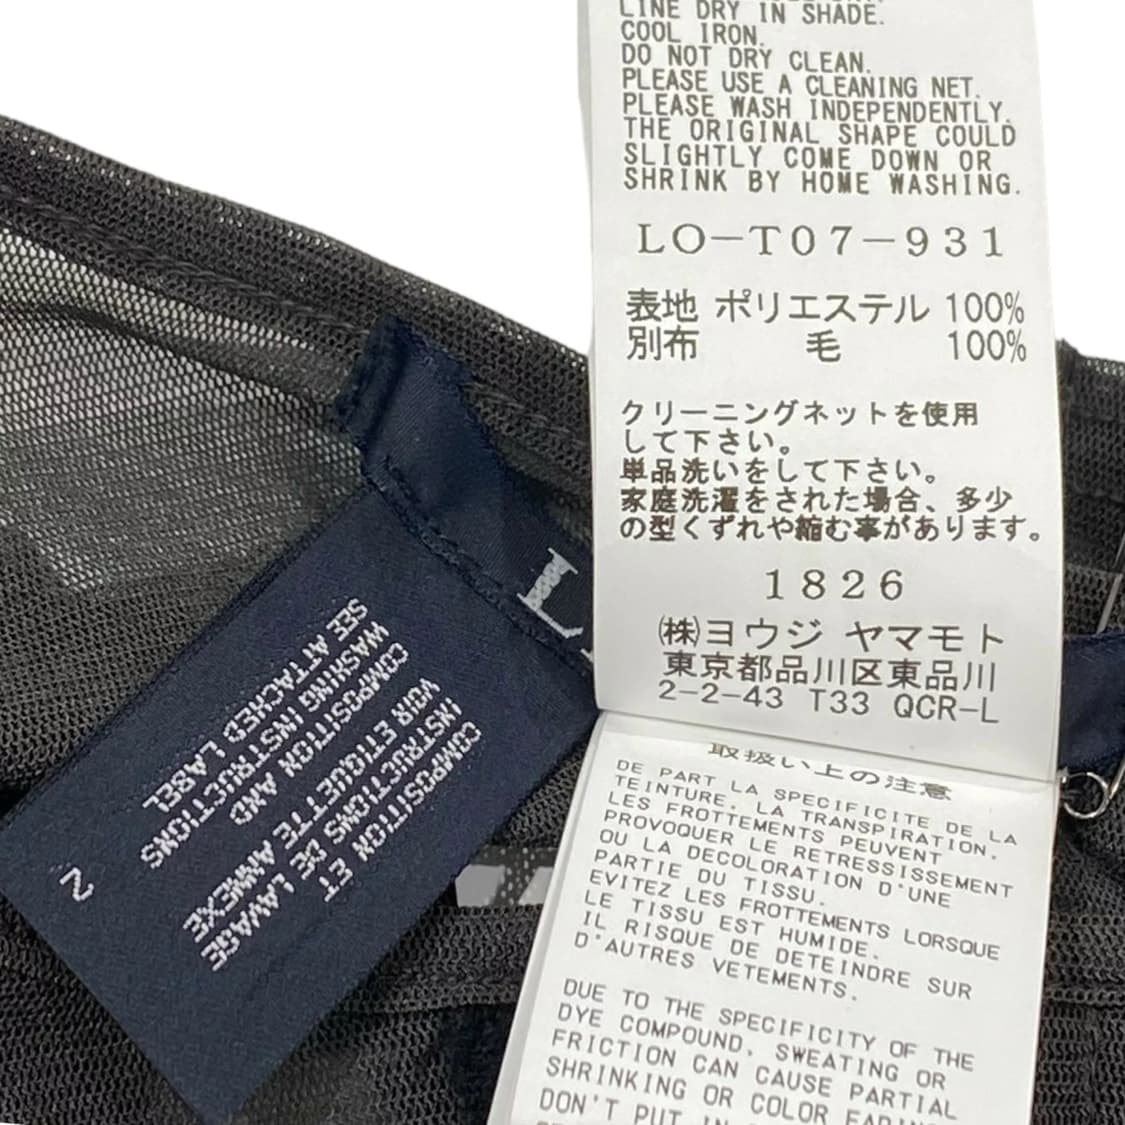 LINE DRY IN SHADE.
COOL IRON.
DO NOT DRY CLEAN.
PLEASE USE A CLEANING NET.
PLEASE WASH INDEPENDENTLY.
THE ORIGINAL SHAPE COULD
SLIGHTLY COME DOWN OR
SHRINK BY HOME WASHING.
LO-T07-931
表地 ポリエステル 100%
別布 毛 100%
クリーニングネットを使用
して下さい。
単品洗いをして下さい。
家庭洗濯をされた場合、多少
の型くずれや縮む事があります。
1826
㈱ヨウジ ヤマモト
東京都品川区東品川
2-2-43 T33 QCR-L
取扱い上の注意
DE PART LA SPECIFICITE DE LA
TEINTURE, LA TRANSPIRATION,
LES FROTTEMENTS PEUVENT
PROVOQUER LE RETRESSISSEMENT
OU LA DECOLORATION D'UNE
PARTIE DU TISSU.
EVITEZ LES FROTTEMENTS LORSQUE
LE TISSU EST HUMIDE.
IL RISQUE DE DETEINDRE SUR
D'AUTRES VETEMENTS.
DUE TO THE SPECIFICITY OF THE
DYE COMPOUND, SWEATING OR
FRICTION CAN CAUSE PARTIAL
SHRINKING OR COLOR FADING
DON'T PUT
L
COMPOSITION ET
INSTRUCTIONS DE LAVAGE
VOIR ETIQUETTE ANNEXE
COMPOSITION AND
WASHING INSTRUCTIONS
SEE ATTACHED LABEL
2